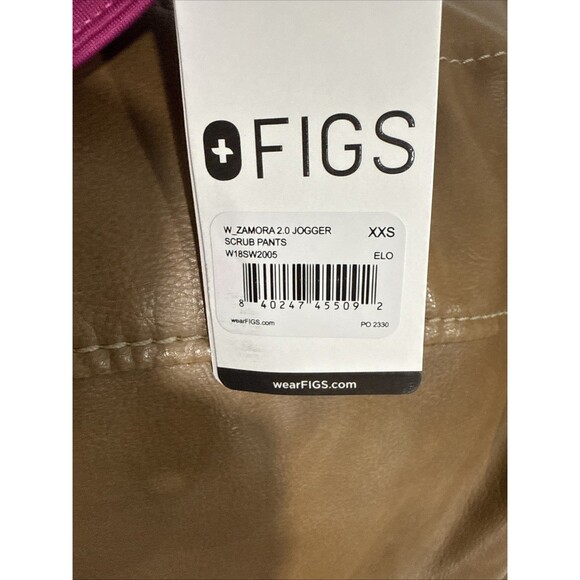 FIGS
W_ZAMORA 2.0 JOGGER XXS
SCRUB PANTS
W18SW2005 ELO
8 40247 45509 2
wearFIGS.com PO 2330
wearFIGS.com